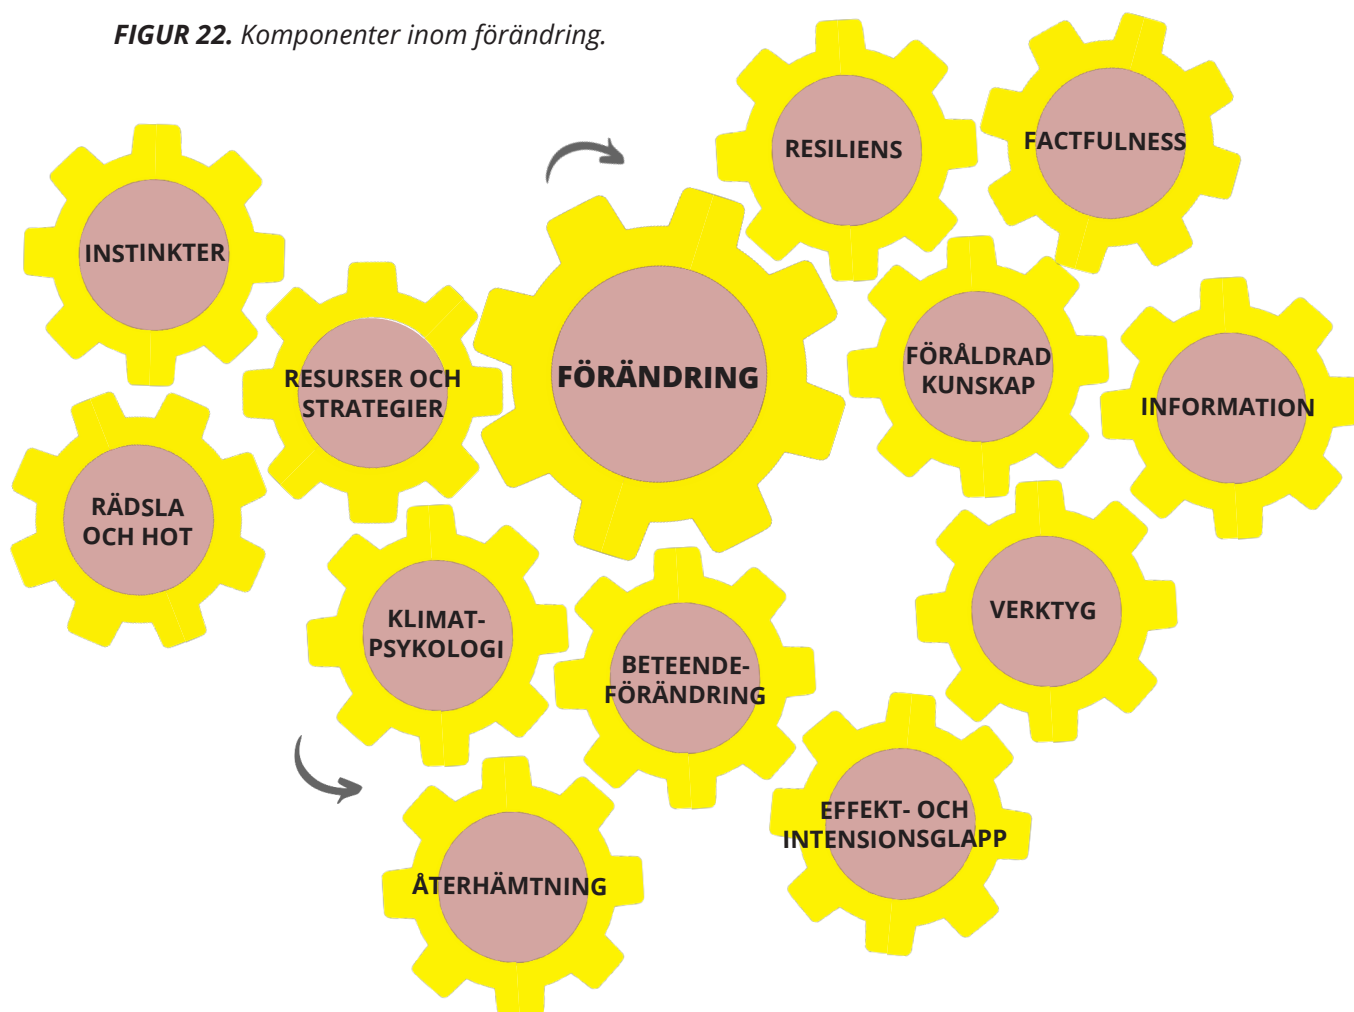 FIGUR 22. Komponenter inom förändring.
RESILIENS
FACTFULNESS
INSTINKTER
RESURSER OCH
STRATEGIER
FÖRÄNDRING
FÖRÅLDRAD
KUNSKAP
INFORMATION
RÄDSLA
OCH HOT
KLIMAT-
PSYKOLOGI
BETEENDE-
FÖRÄNDRING
VERKTYG
EFFEKT- OCH
INTENSIONSGLAPP
ÅTERHÄMTNING